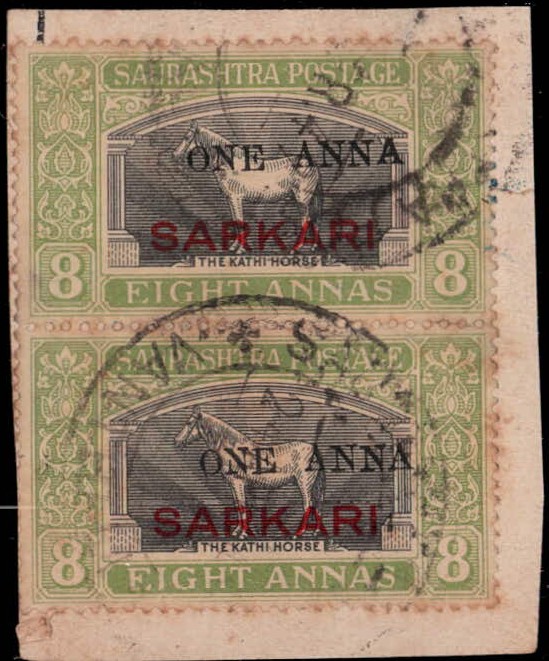 SAURASHTRA POSTAGE
ONE ANNA
SARKARI
THE KATHI HORSE
8 EIGHT ANNAS 8
SAURASHTRA POSTAGE
ONE ANNA
SARKARI
THE KATHI HORSE
8 EIGHT ANNAS 8